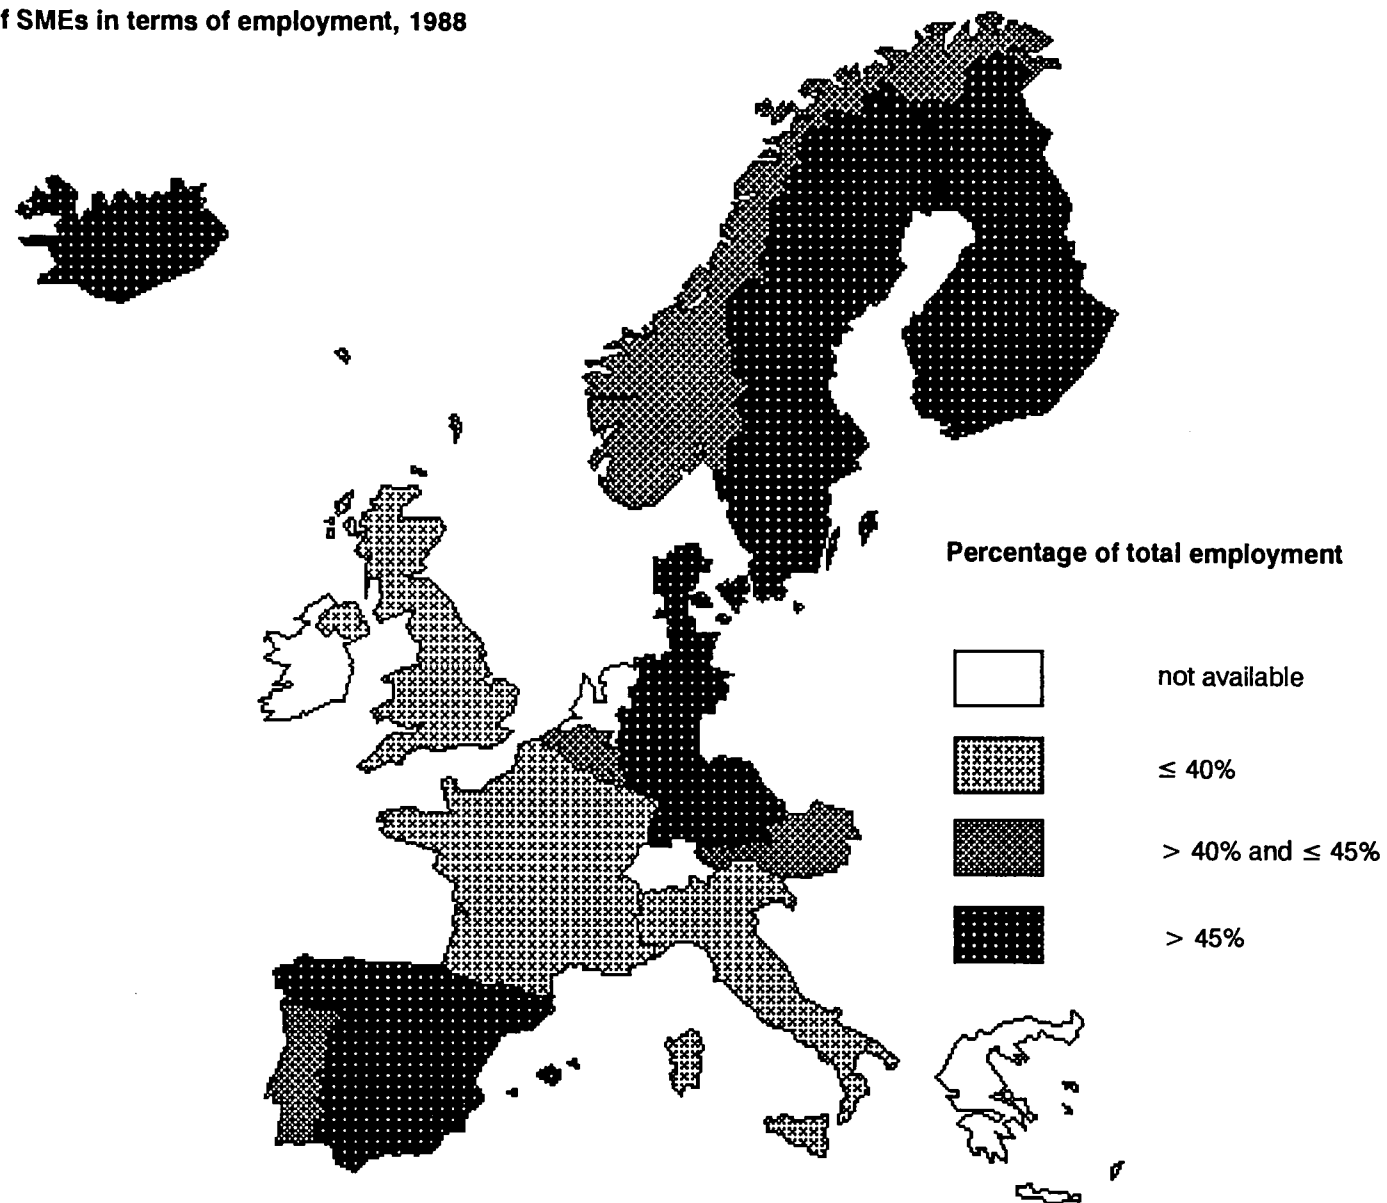 f SMEs in terms of employment, 1988
Percentage of total employment
not available
≤ 40%
> 40% and ≤ 45%
> 45%